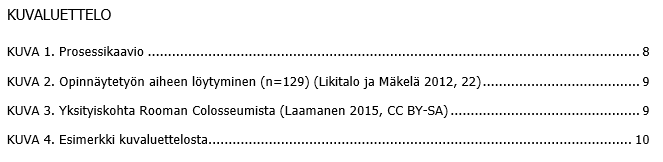 KUVALUETTELO
KUVA 1. Prosessikaavio ........................................................................................................................... 8
KUVA 2. Opinnäytetyön aiheen löytyminen (n=129) (Likitalo ja Mäkelä 2012, 22)....................................... 9
KUVA 3. Yksityiskohta Rooman Colosseumista (Laamanen 2015, CC BY-SA) ............................................... 9
KUVA 4. Esimerkki kuvaluettelosta.......................................................................................................... 10